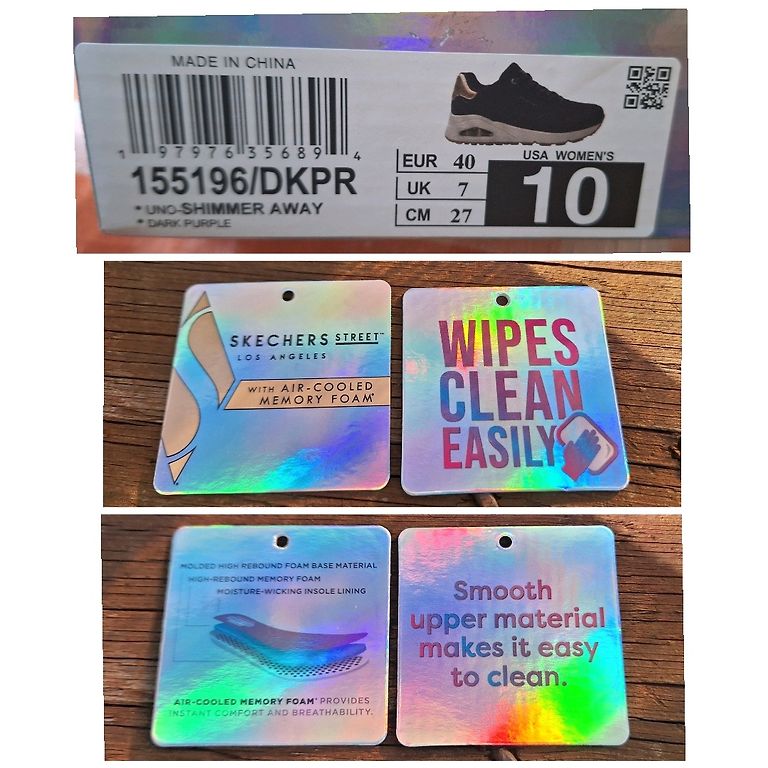 MADE IN CHINA
1 97976 35689 4
155196/DKPR
* UNO-SHIMMER AWAY
* DARK PURPLE
EUR 40
UK 7
CM 27
USA WOMEN'S
10
SKECHERS STREET™
LOS ANGELES
WITH AIR-COOLED
MEMORY FOAM®
WIPES
CLEAN
EASILY
MOLDED HIGH REBOUND FOAM BASE MATERIAL
HIGH-REBOUND MEMORY FOAM
MOISTURE-WICKING INSOLE LINING
AIR-COOLED MEMORY FOAM® PROVIDES
INSTANT COMFORT AND BREATHABILITY.
Smooth
upper material
makes it easy
to clean.